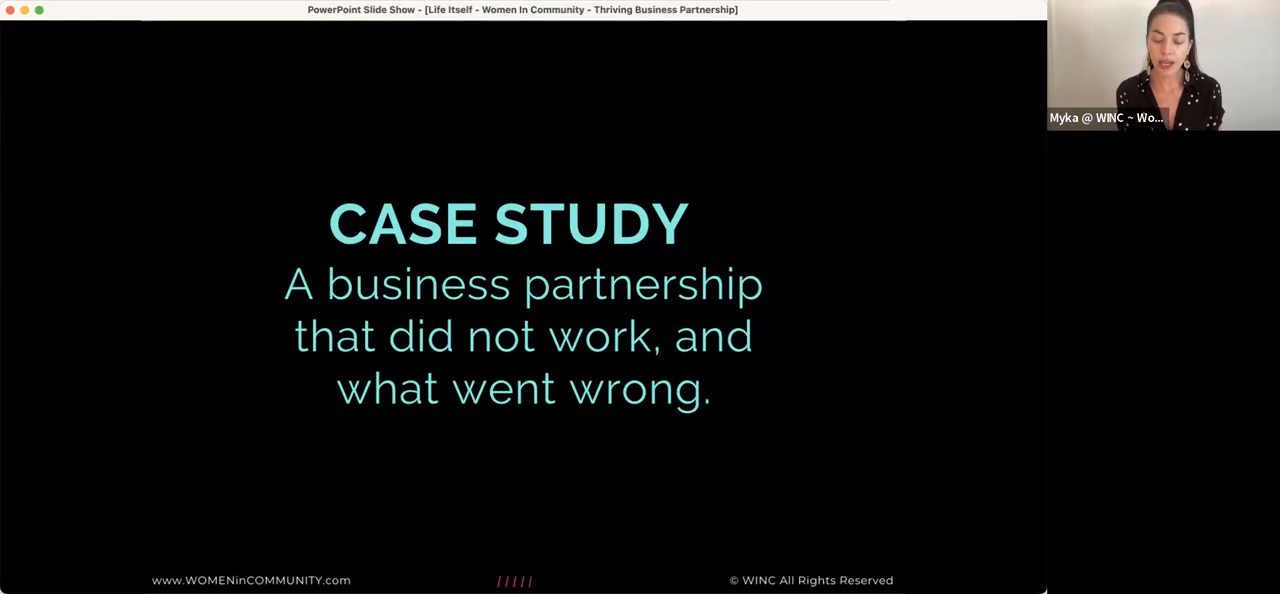 PowerPoint Slide Show - [Life Itself - Women In Community - Thriving Business Partnership]
Myka @ WINC ~ Wo...
CASE STUDY
A business partnership
that did not work, and
what went wrong.
www.WOMENinCOMMUNITY.com
/ / / / /
© WINC All Rights Reserved